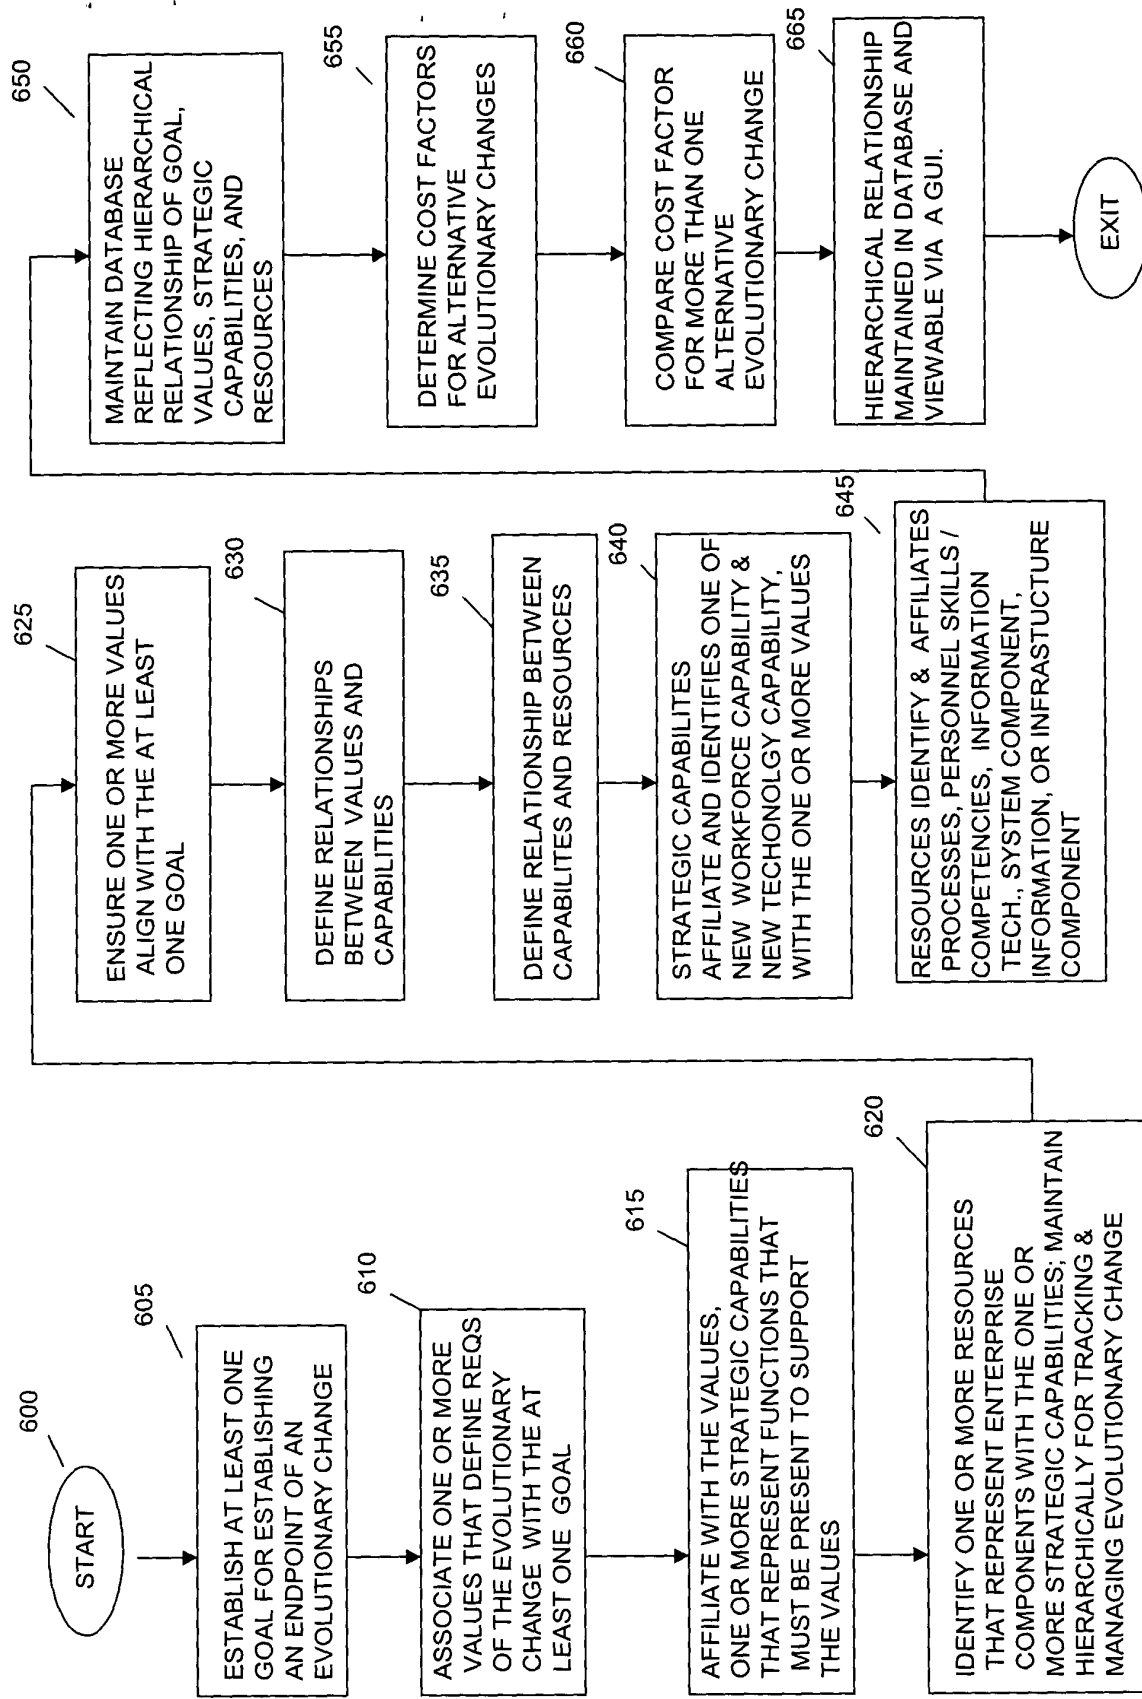 600
START
605
ESTABLISH AT LEAST ONE
GOAL FOR ESTABLISHING
AN ENDPOINT OF AN
EVOLUTIONARY CHANGE
610
ASSOCIATE ONE OR MORE
VALUES THAT DEFINE REQS
OF THE EVOLUTIONARY
CHANGE WITH THE AT
LEAST ONE GOAL
615
AFFILIATE WITH THE VALUES,
ONE OR MORE STRATEGIC CAPABILITIES
THAT REPRESENT FUNCTIONS THAT
MUST BE PRESENT TO SUPPORT
THE VALUES
620
IDENTIFY ONE OR MORE RESOURCES
THAT REPRESENT ENTERPRISE
COMPONENTS WITH THE ONE OR
MORE STRATEGIC CAPABILITIES; MAINTAIN
HIERARCHICALLY FOR TRACKING &
MANAGING EVOLUTIONARY CHANGE
625
ENSURE ONE OR MORE VALUES
ALIGN WITH THE AT LEAST
ONE GOAL
630
DEFINE RELATIONSHIPS
BETWEEN VALUES AND
CAPABILITIES
635
DEFINE RELATIONSHIP BETWEEN
CAPABILITES AND RESOURCES
640
STRATEGIC CAPABILITES
AFFILIATE AND IDENTIFIES ONE OF
NEW WORKFORCE CAPABILITY &
NEW TECHONOLGY CAPABILITY,
WITH THE ONE OR MORE VALUES
645
RESOURCES IDENTIFY & AFFILIATES
PROCESSES, PERSONNEL SKILLS /
COMPETENCIES, INFORMATION
TECH., SYSTEM COMPONENT,
INFORMATION, OR INFRASTUCTURE
COMPONENT
650
MAINTAIN DATABASE
REFLECTING HIERARCHICAL
RELATIONSHIP OF GOAL,
VALUES, STRATEGIC
CAPABILITIES, AND
RESOURCES
655
DETERMINE COST FACTORS
FOR ALTERNATIVE
EVOLUTIONARY CHANGES
660
COMPARE COST FACTOR
FOR MORE THAN ONE
ALTERNATIVE
EVOLUTIONARY CHANGE
665
HIERARCHICAL RELATIONSHIP
MAINTAINED IN DATABASE AND
VIEWABLE VIA A GUI.
EXIT